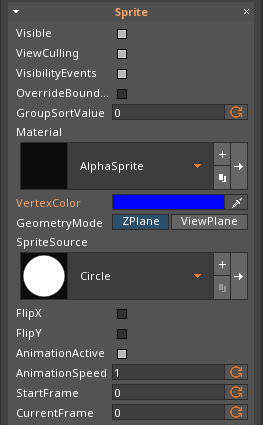 Sprite
Visible
ViewCulling
VisibilityEvents
OverrideBound...
GroupSortValue 0
Material
AlphaSprite
VertexColor
GeometryMode ZPlane ViewPlane
SpriteSource
Circle
FlipX
FlipY
AnimationActive
AnimationSpeed 1
StartFrame 0
CurrentFrame 0